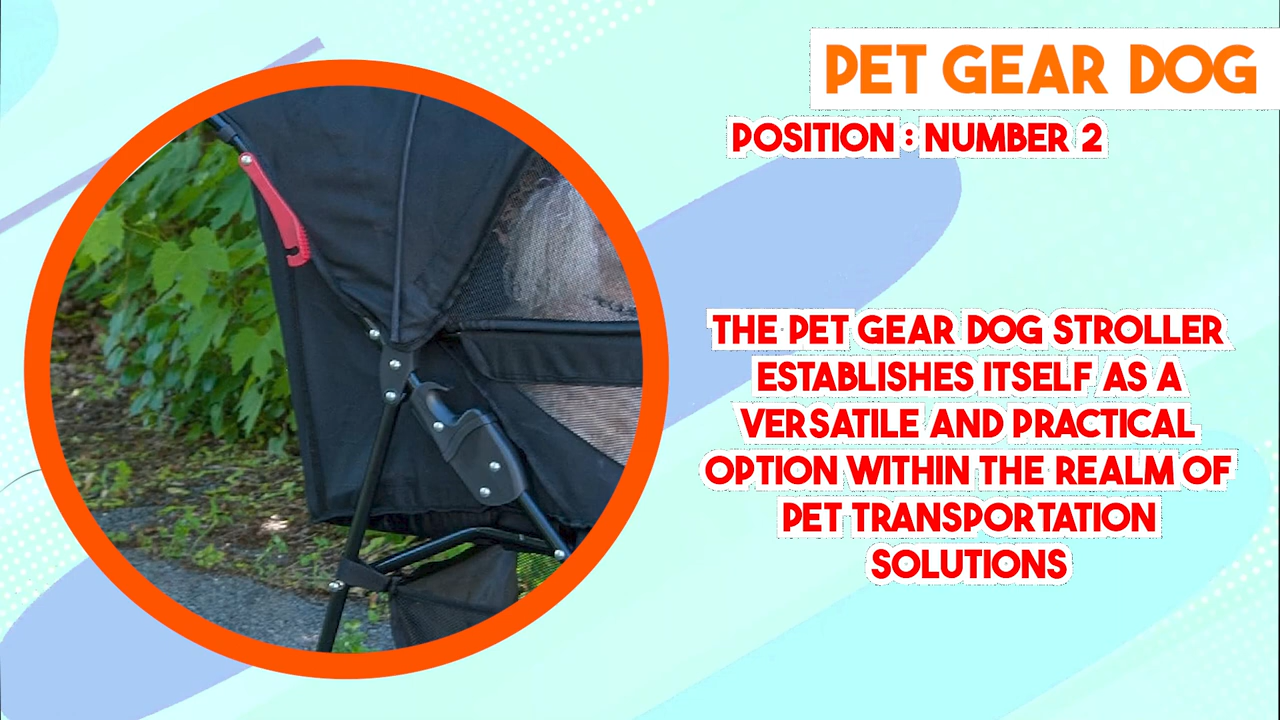 PET GEAR DOG
POSITION : NUMBER 2
THE PET GEAR DOG STROLLER
ESTABLISHES ITSELF AS A
VERSATILE AND PRACTICAL
OPTION WITHIN THE REALM OF
PET TRANSPORTATION
SOLUTIONS